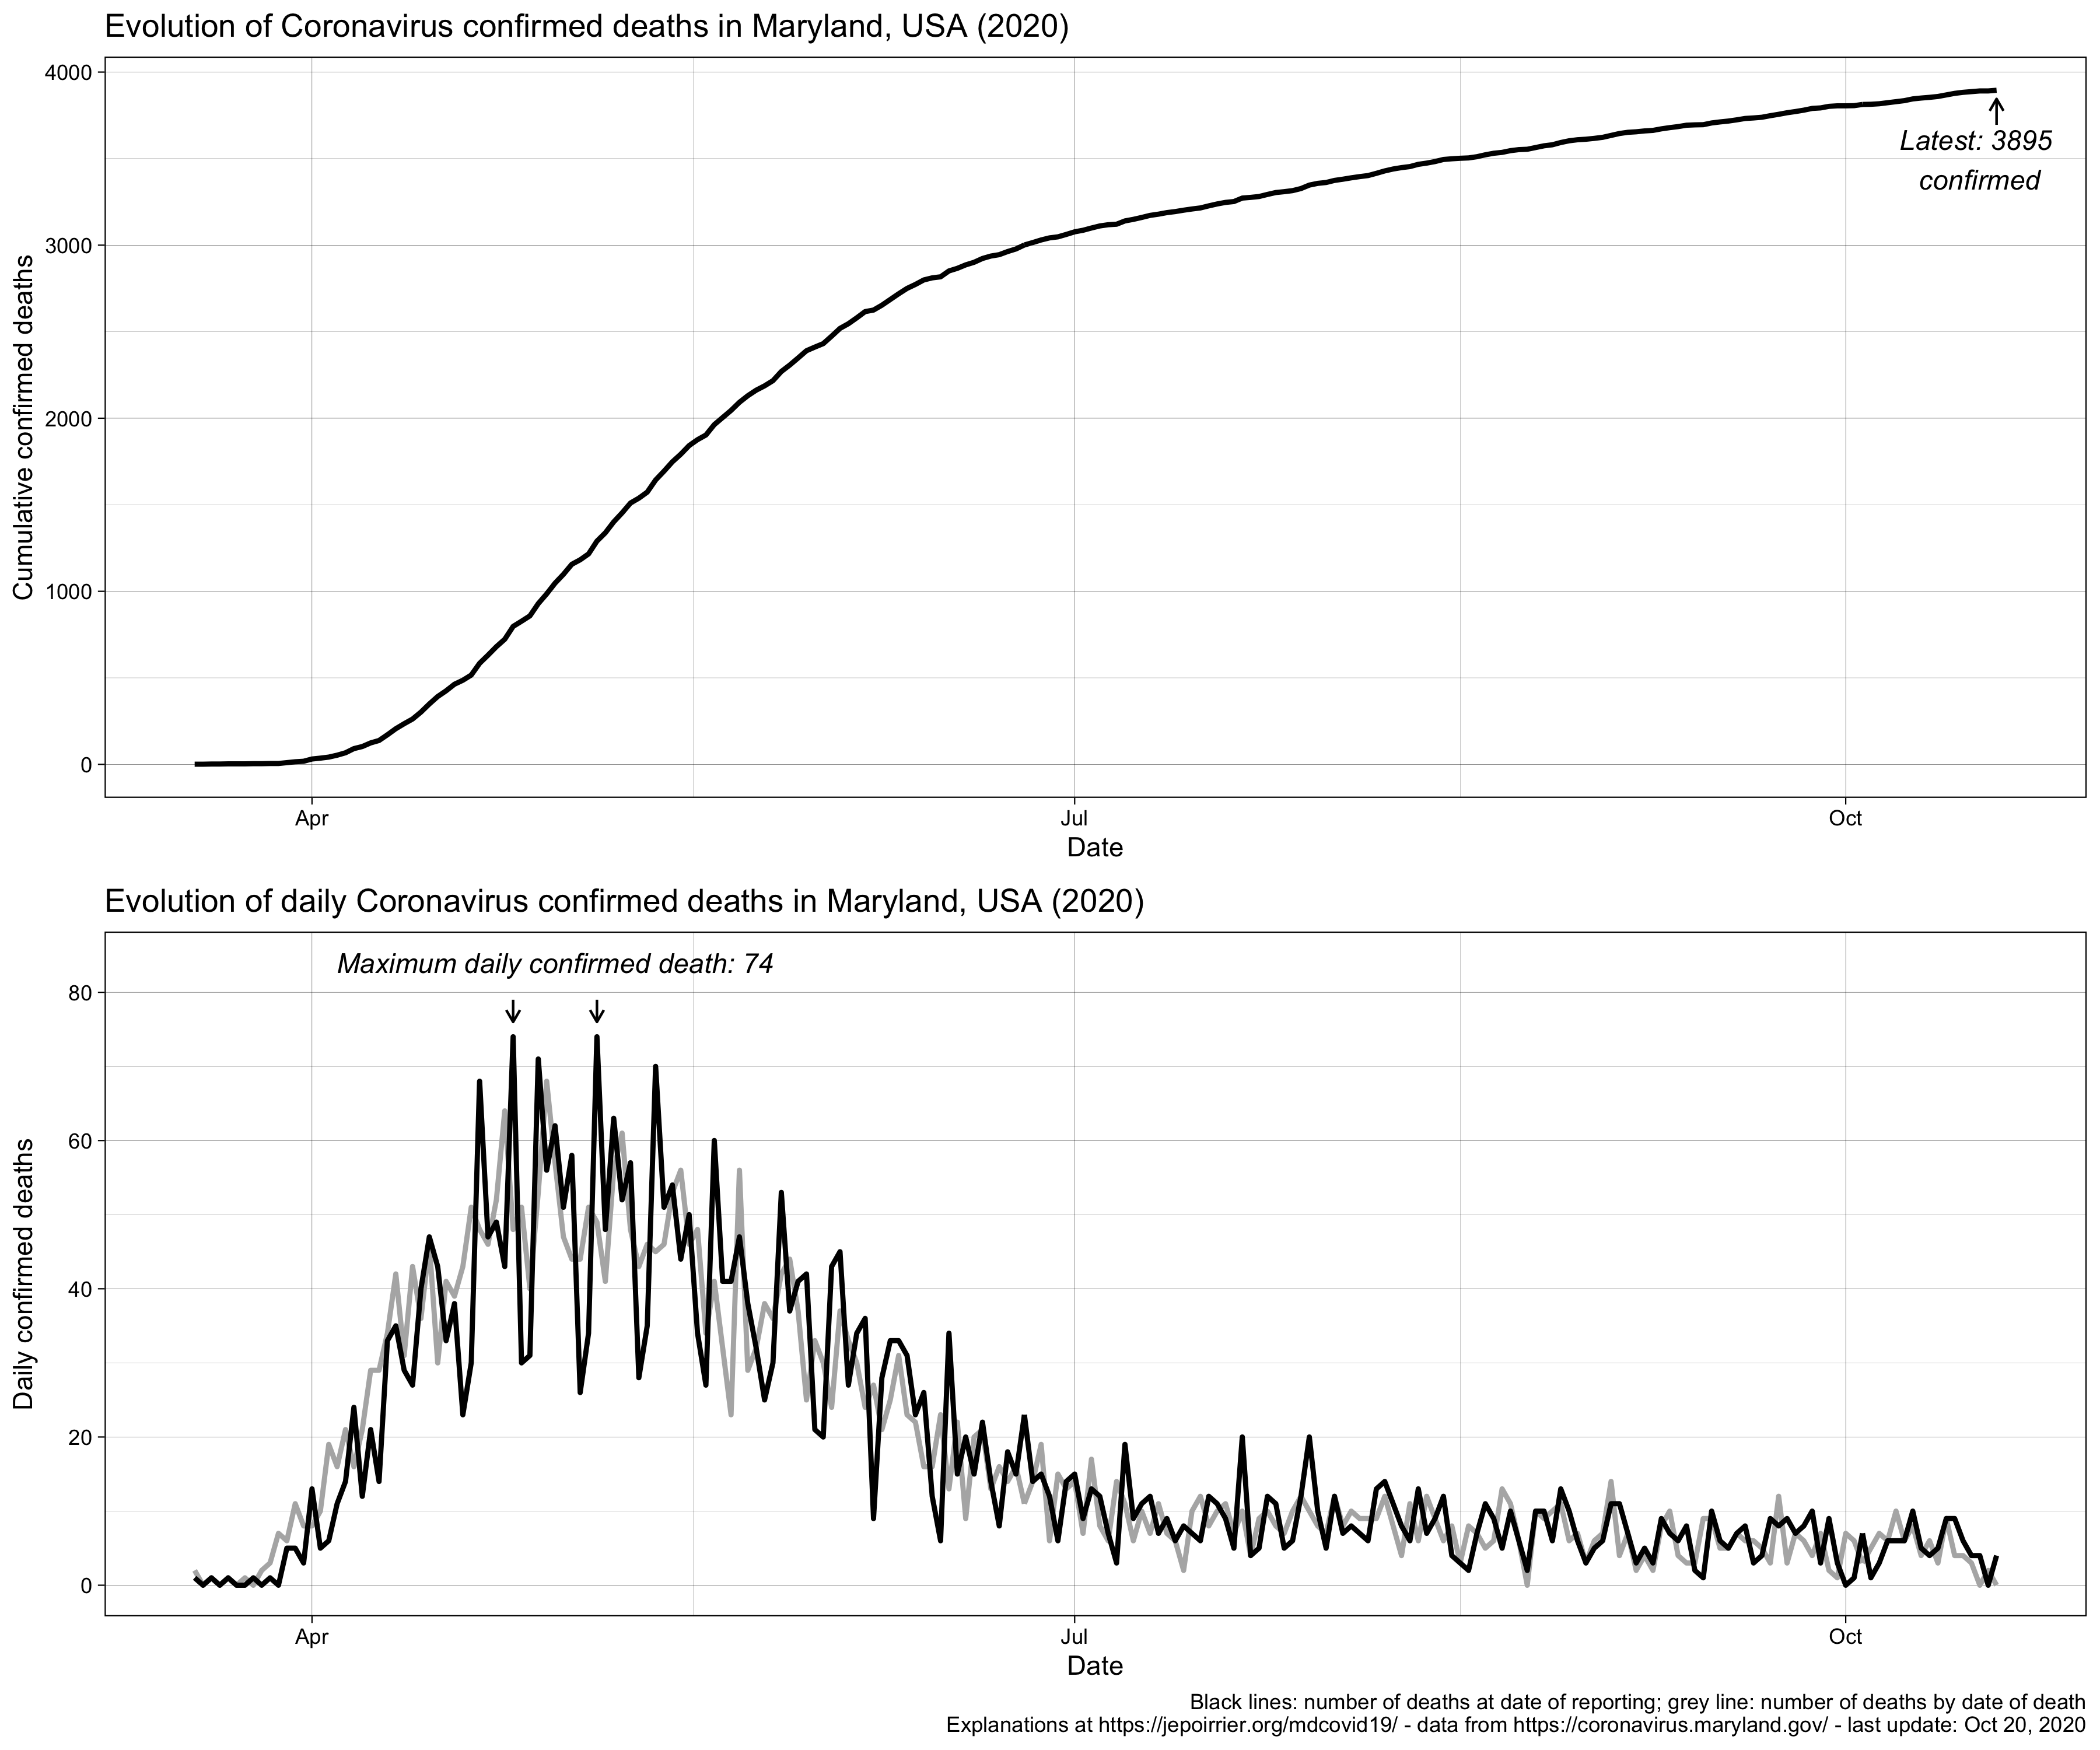 Evolution of Coronavirus confirmed deaths in Maryland, USA (2020)
4000
3000
2000
1000
0
Cumulative confirmed deaths
Latest: 3895
confirmed
Apr
Jul
Oct
Date
Evolution of daily Coronavirus confirmed deaths in Maryland, USA (2020)
Maximum daily confirmed death: 74
80
60
40
20
0
Daily confirmed deaths
Apr
Jul
Oct
Date
Black lines: number of deaths at date of reporting; grey line: number of deaths by date of death
Explanations at https://jepoirrier.org/mdcovid19/ - data from https://coronavirus.maryland.gov/ - last update: Oct 20, 2020